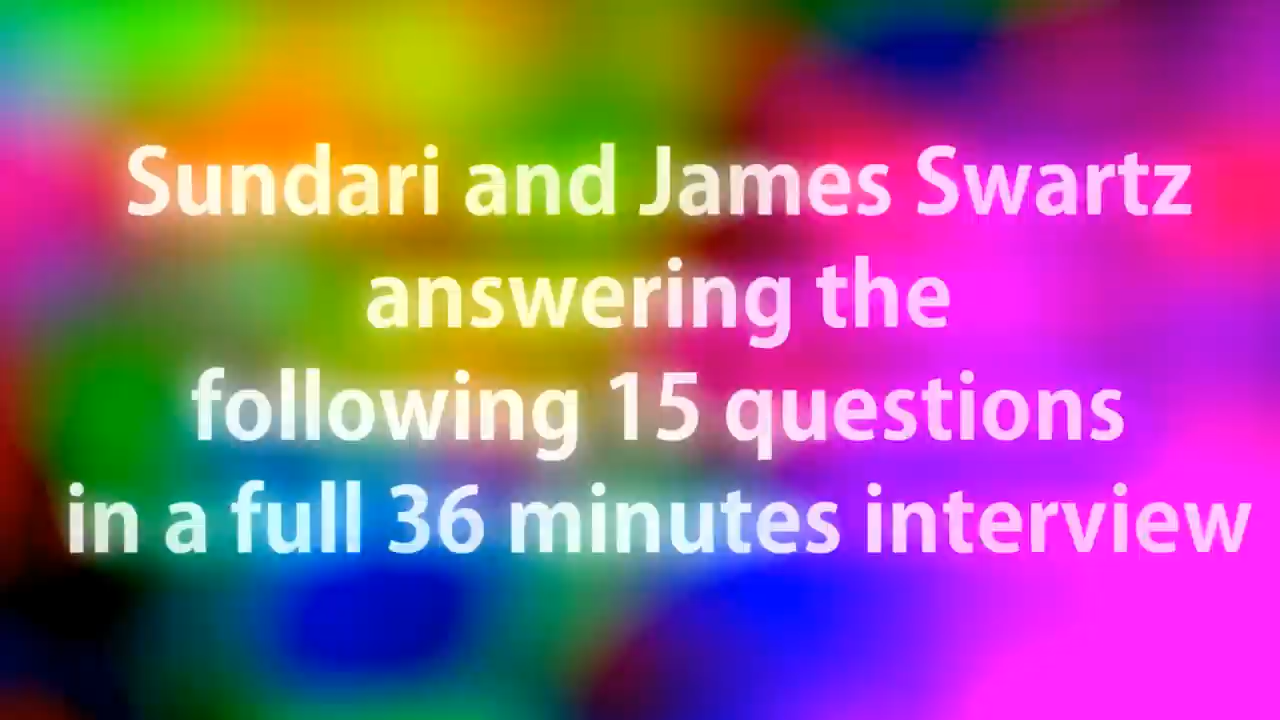 Sundari and James Swartz
answering the
following 15 questions
in a full 36 minutes interview